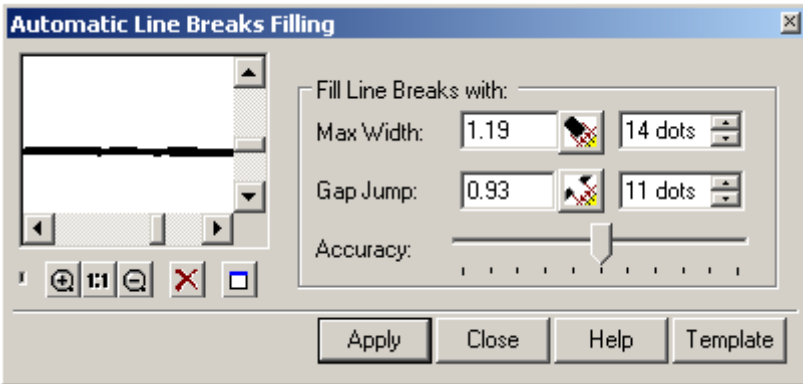 Automatic Line Breaks Filling
Fill Line Breaks with:
Max Width: 1.19 14 dots
Gap Jump: 0.93 11 dots
Accuracy:
1:1
Apply Close Help Template